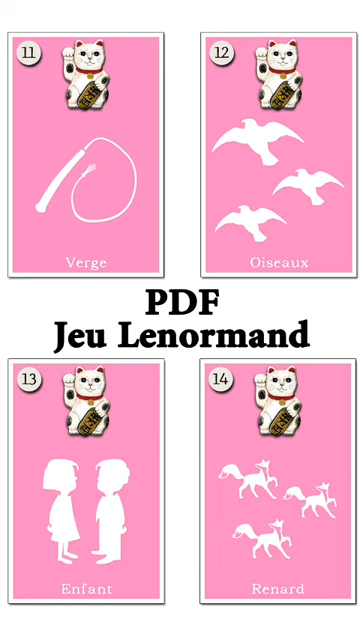 11
12
Verge
Oiseaux
PDF
Jeu Lenormand
13
14
Enfant
Renard